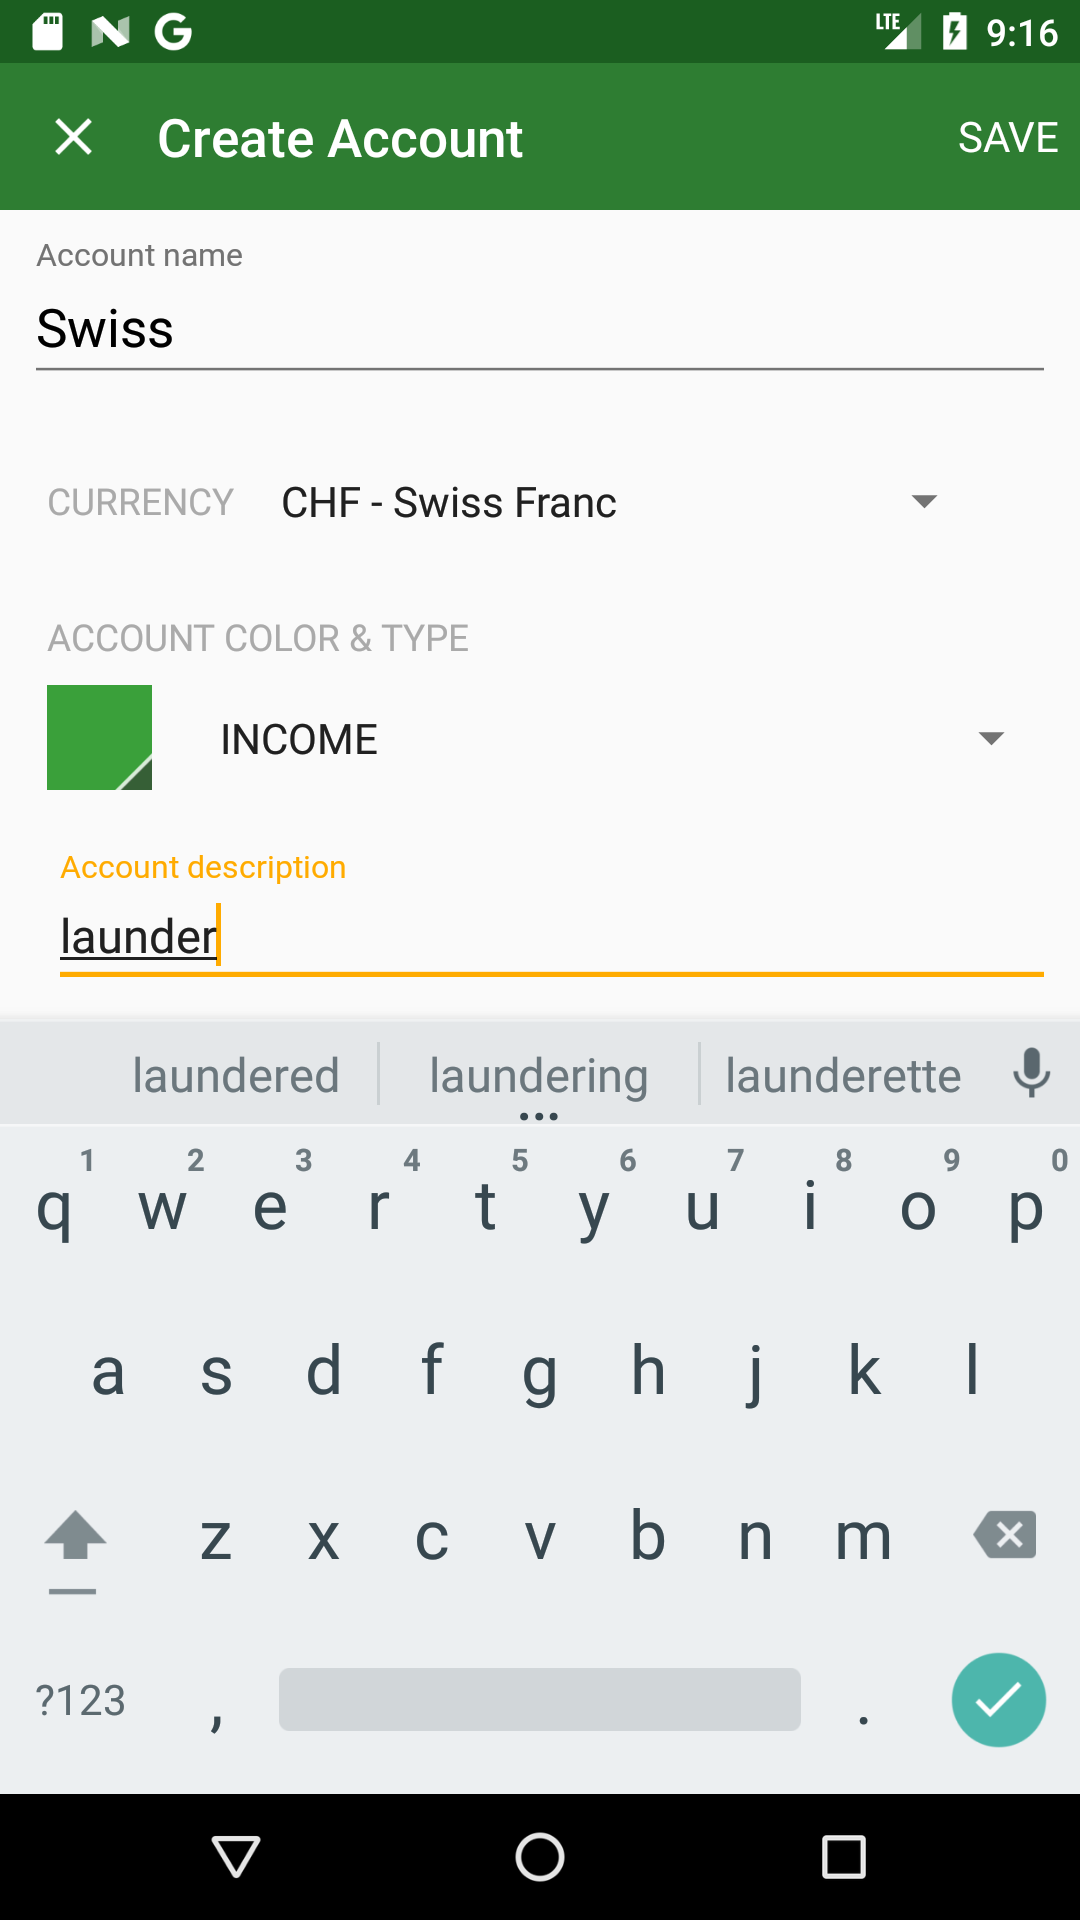 LTE 9:16
Create Account SAVE
Account name
Swiss
CURRENCY CHF - Swiss Franc
ACCOUNT COLOR & TYPE
INCOME
Account description
launder
laundered laundering launderette
1 2 3 4 5 6 7 8 9 0
q w e r t y u i o p
a s d f g h j k l
z x c v b n m
?123 , .